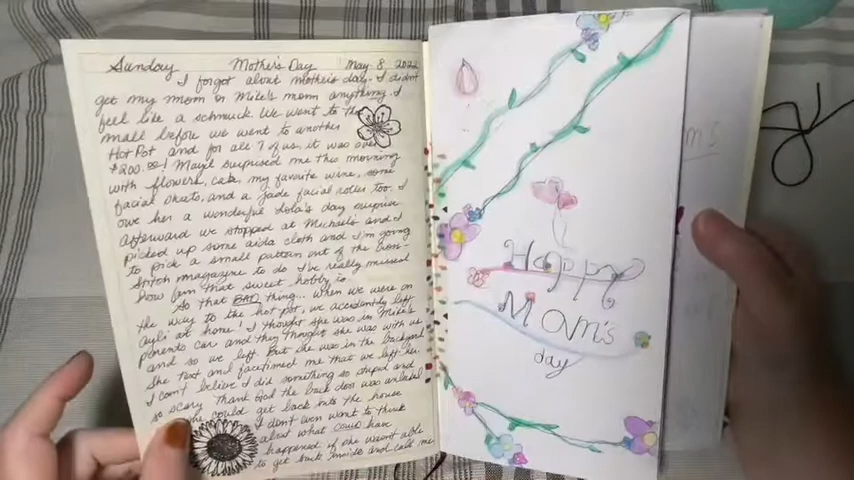 Sunday Mother's Day May 8, 2022
I forgot about mother's day. I didn't
get my mom or Mike's mom anything. I
feel like a schmuck. We went to the
mall before we went to another
Hot Pot and for all 7 of us, it was over
$200.00! Mayel surprised me this morning
with flowers, cake, my favorite wine, some
facial sheets, and a jade facial roller too. I
owe her a wonderful Lola's day surprise.
Afterward we stopped at Michael's and I
picked up some aida cloth and I'm going
to pick a small pattern out of the cross-
stitch magazine to do. I've really missed
how fun that sweet hobby is.
So that BAD thing... when we were on
the way to the hot pot, we accidently left
Ayli at home! I thought she was in Mike's
parents car and they thought she was with us
and so we left. But she was in the backyard
She text and facetimed me that we left her.
I can't believe I did something so stupid and
so scary. Thank God the back door was unlocked
she could get back into the house
I don't even want to think
about what could have
happened if she wasn't able
to get back inside and call me
Happy
Mom's
day
m's